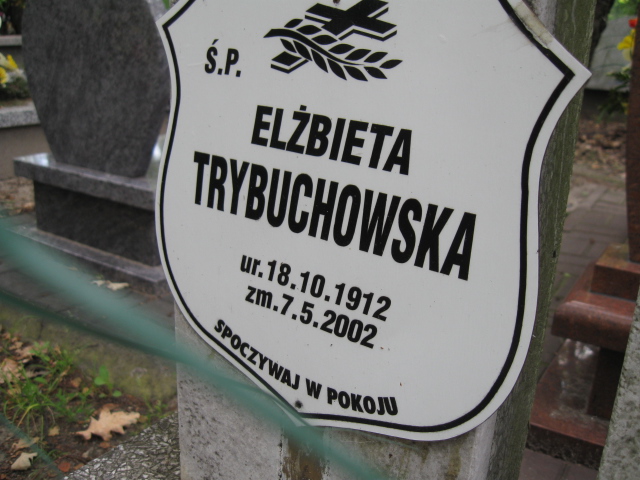 Ś.P.
ELŻBIETA
TRYBUCHOWSKA
ur.18.10.1912
zm.7.5.2002
SPOCZYWAJ W POKOJU